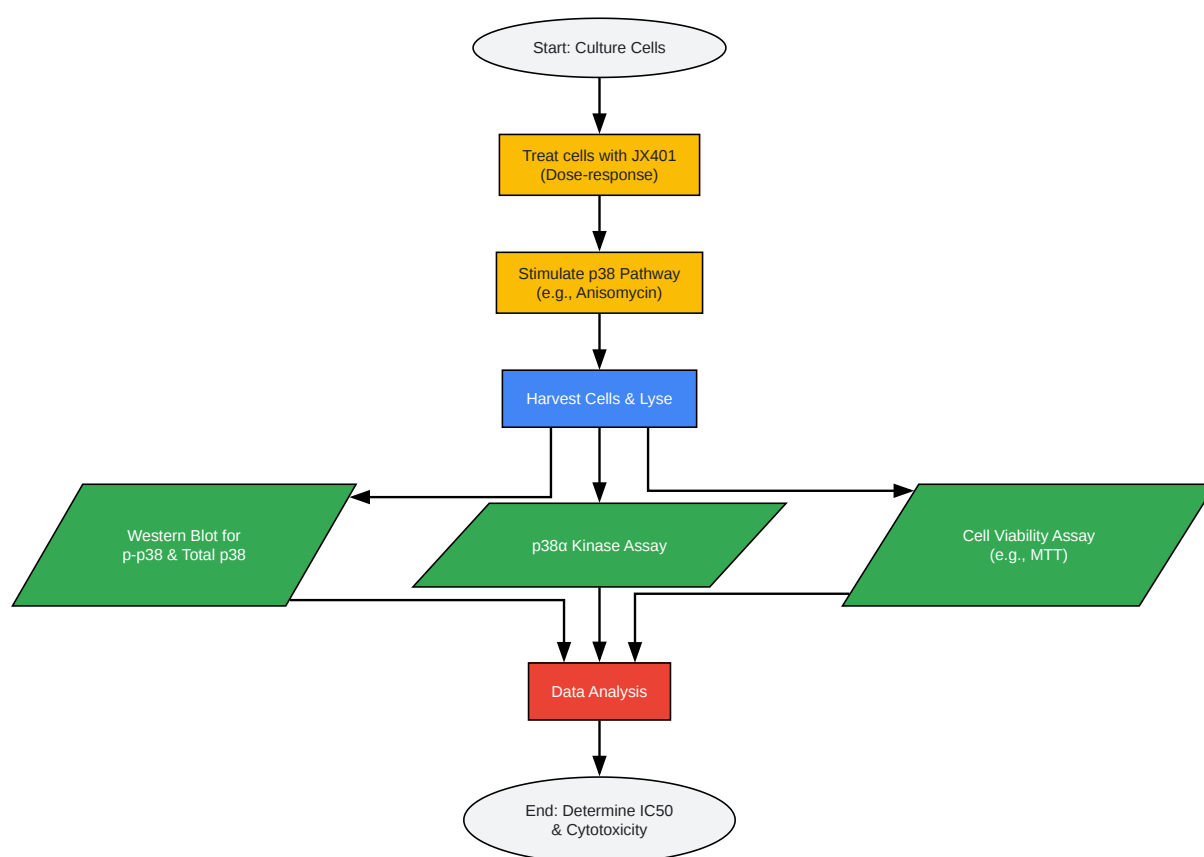 Start: Culture Cells
Treat cells with JX401
(Dose-response)
Stimulate p38 Pathway
(e.g., Anisomycin)
Harvest Cells & Lyse
Western Blot for
p-p38 & Total p38
p38α Kinase Assay
Cell Viability Assay
(e.g., MTT)
Data Analysis
End: Determine IC50
& Cytotoxicity